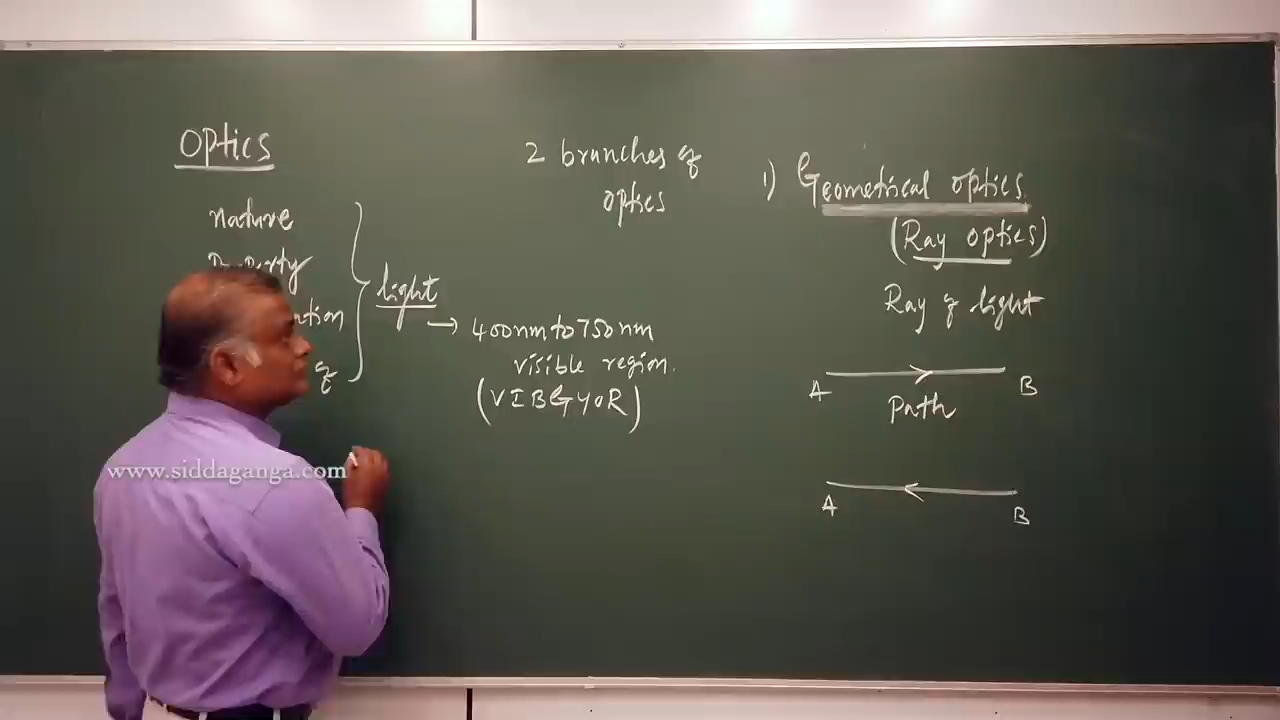 Optics
nature
Property
light
→ 400nm to 750nm
visible region.
(VIBGYOR)
2 branches of
optics
1) Geometrical optics.
(Ray optics)
Ray of light
A B
Path
A B
www.siddaganga.com